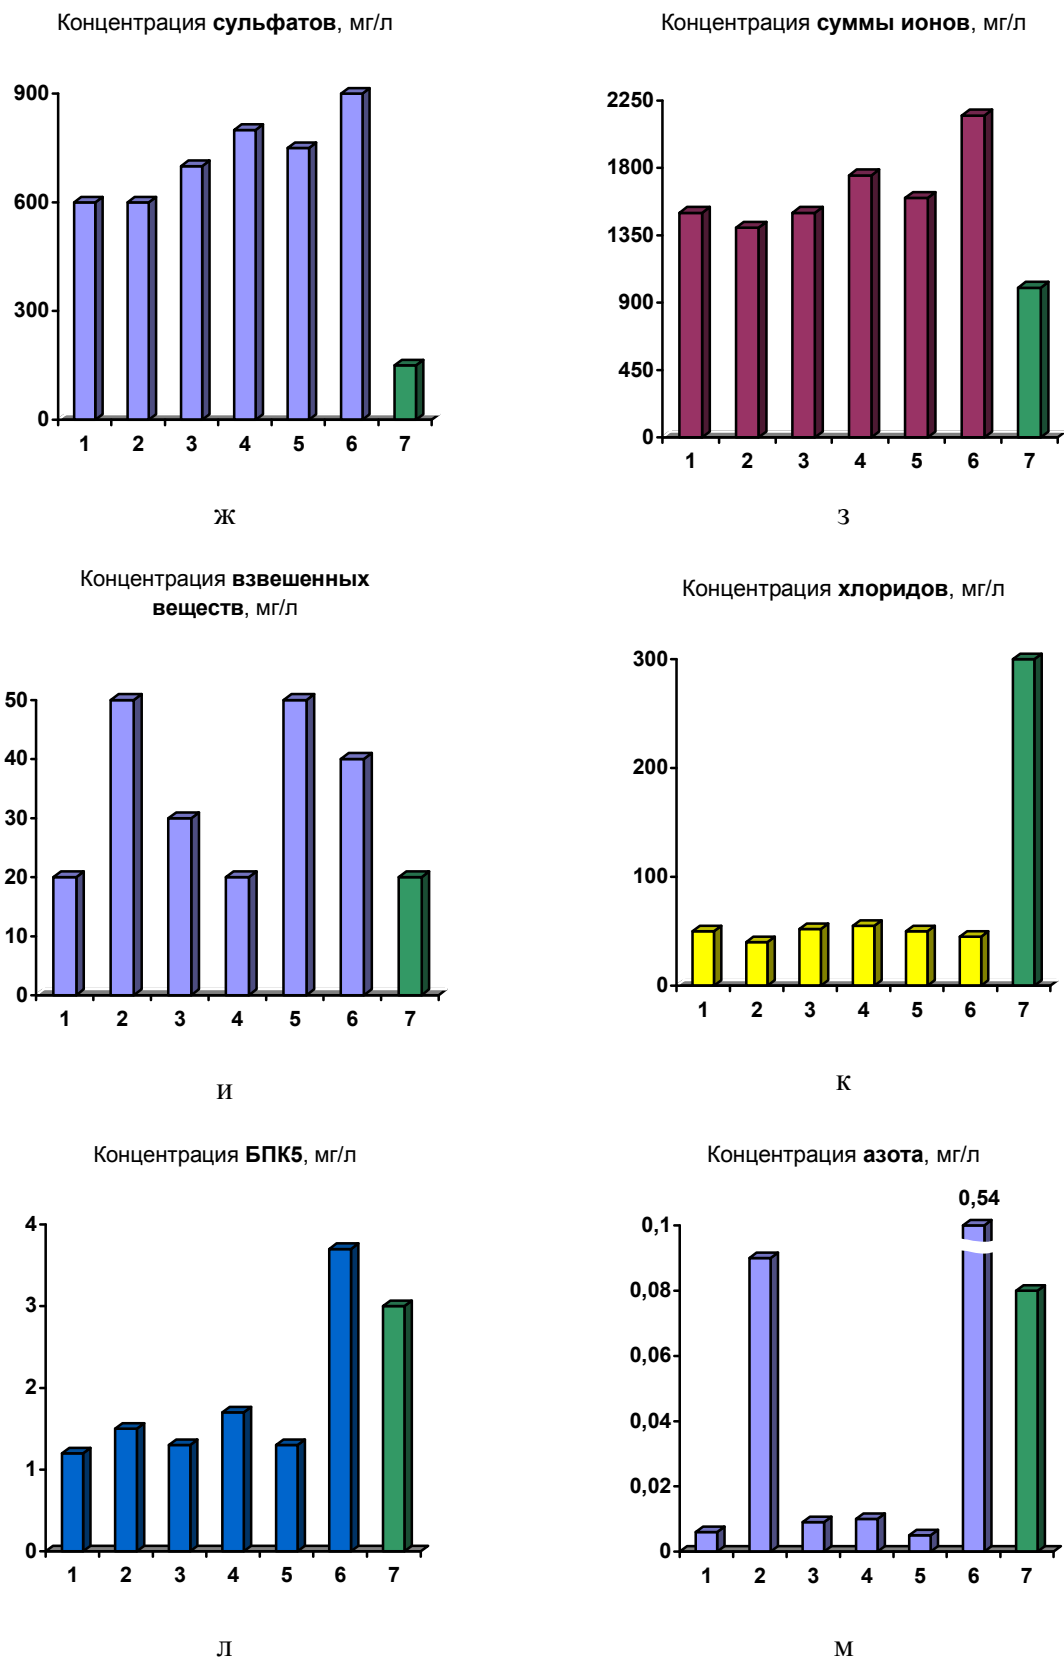 Концентрация сульфатов, мг/л
900
600
300
0
1 2 3 4 5 6 7
ж
Концентрация суммы ионов, мг/л
2250
1800
1350
900
450
0
1 2 3 4 5 6 7
з
Концентрация взвешенных
веществ, мг/л
50
40
30
20
10
0
1 2 3 4 5 6 7
и
Концентрация хлоридов, мг/л
300
200
100
0
1 2 3 4 5 6 7
к
Концентрация БПК5, мг/л
4
3
2
1
0
1 2 3 4 5 6 7
л
Концентрация азота, мг/л
0,54
0,1
0,08
0,06
0,04
0,02
0
1 2 3 4 5 6 7
м